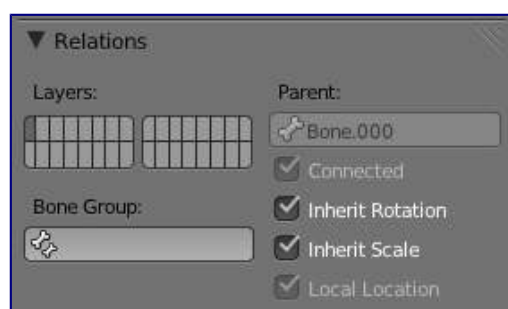 Relations
Layers:
Parent:
Bone.000
Connected
Bone Group:
Inherit Rotation
Inherit Scale
Local Location